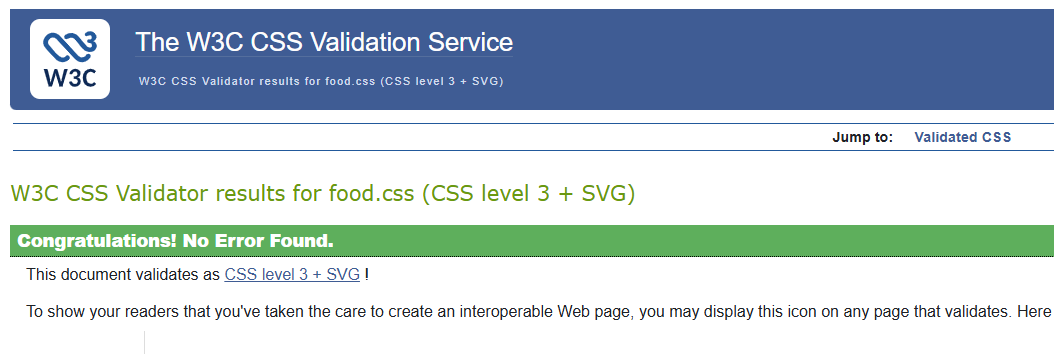 W3C
The W3C CSS Validation Service
W3C CSS Validator results for food.css (CSS level 3 + SVG)
Jump to: Validated CSS
W3C CSS Validator results for food.css (CSS level 3 + SVG)
Congratulations! No Error Found.
This document validates as CSS level 3 + SVG !
To show your readers that you've taken the care to create an interoperable Web page, you may display this icon on any page that validates. Here